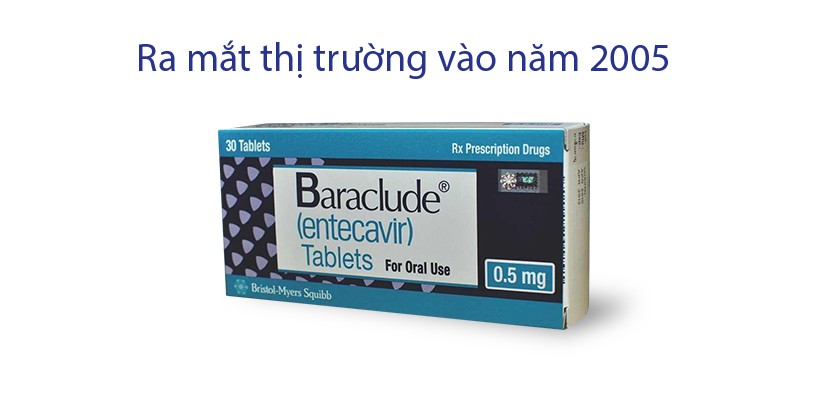 Ra mắt thị trường vào năm 2005
30 Tablets
Rx Prescription Drugs
Baraclude®
(entecavir)
Tablets For Oral Use
0.5 mg
Bristol-Myers Squibb